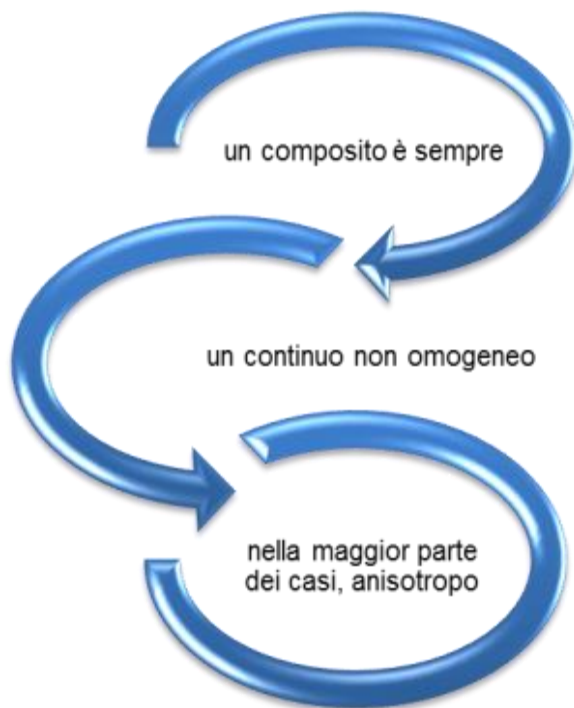 un composito è sempre
un continuo non omogeneo
nella maggior parte
dei casi, anisotropo